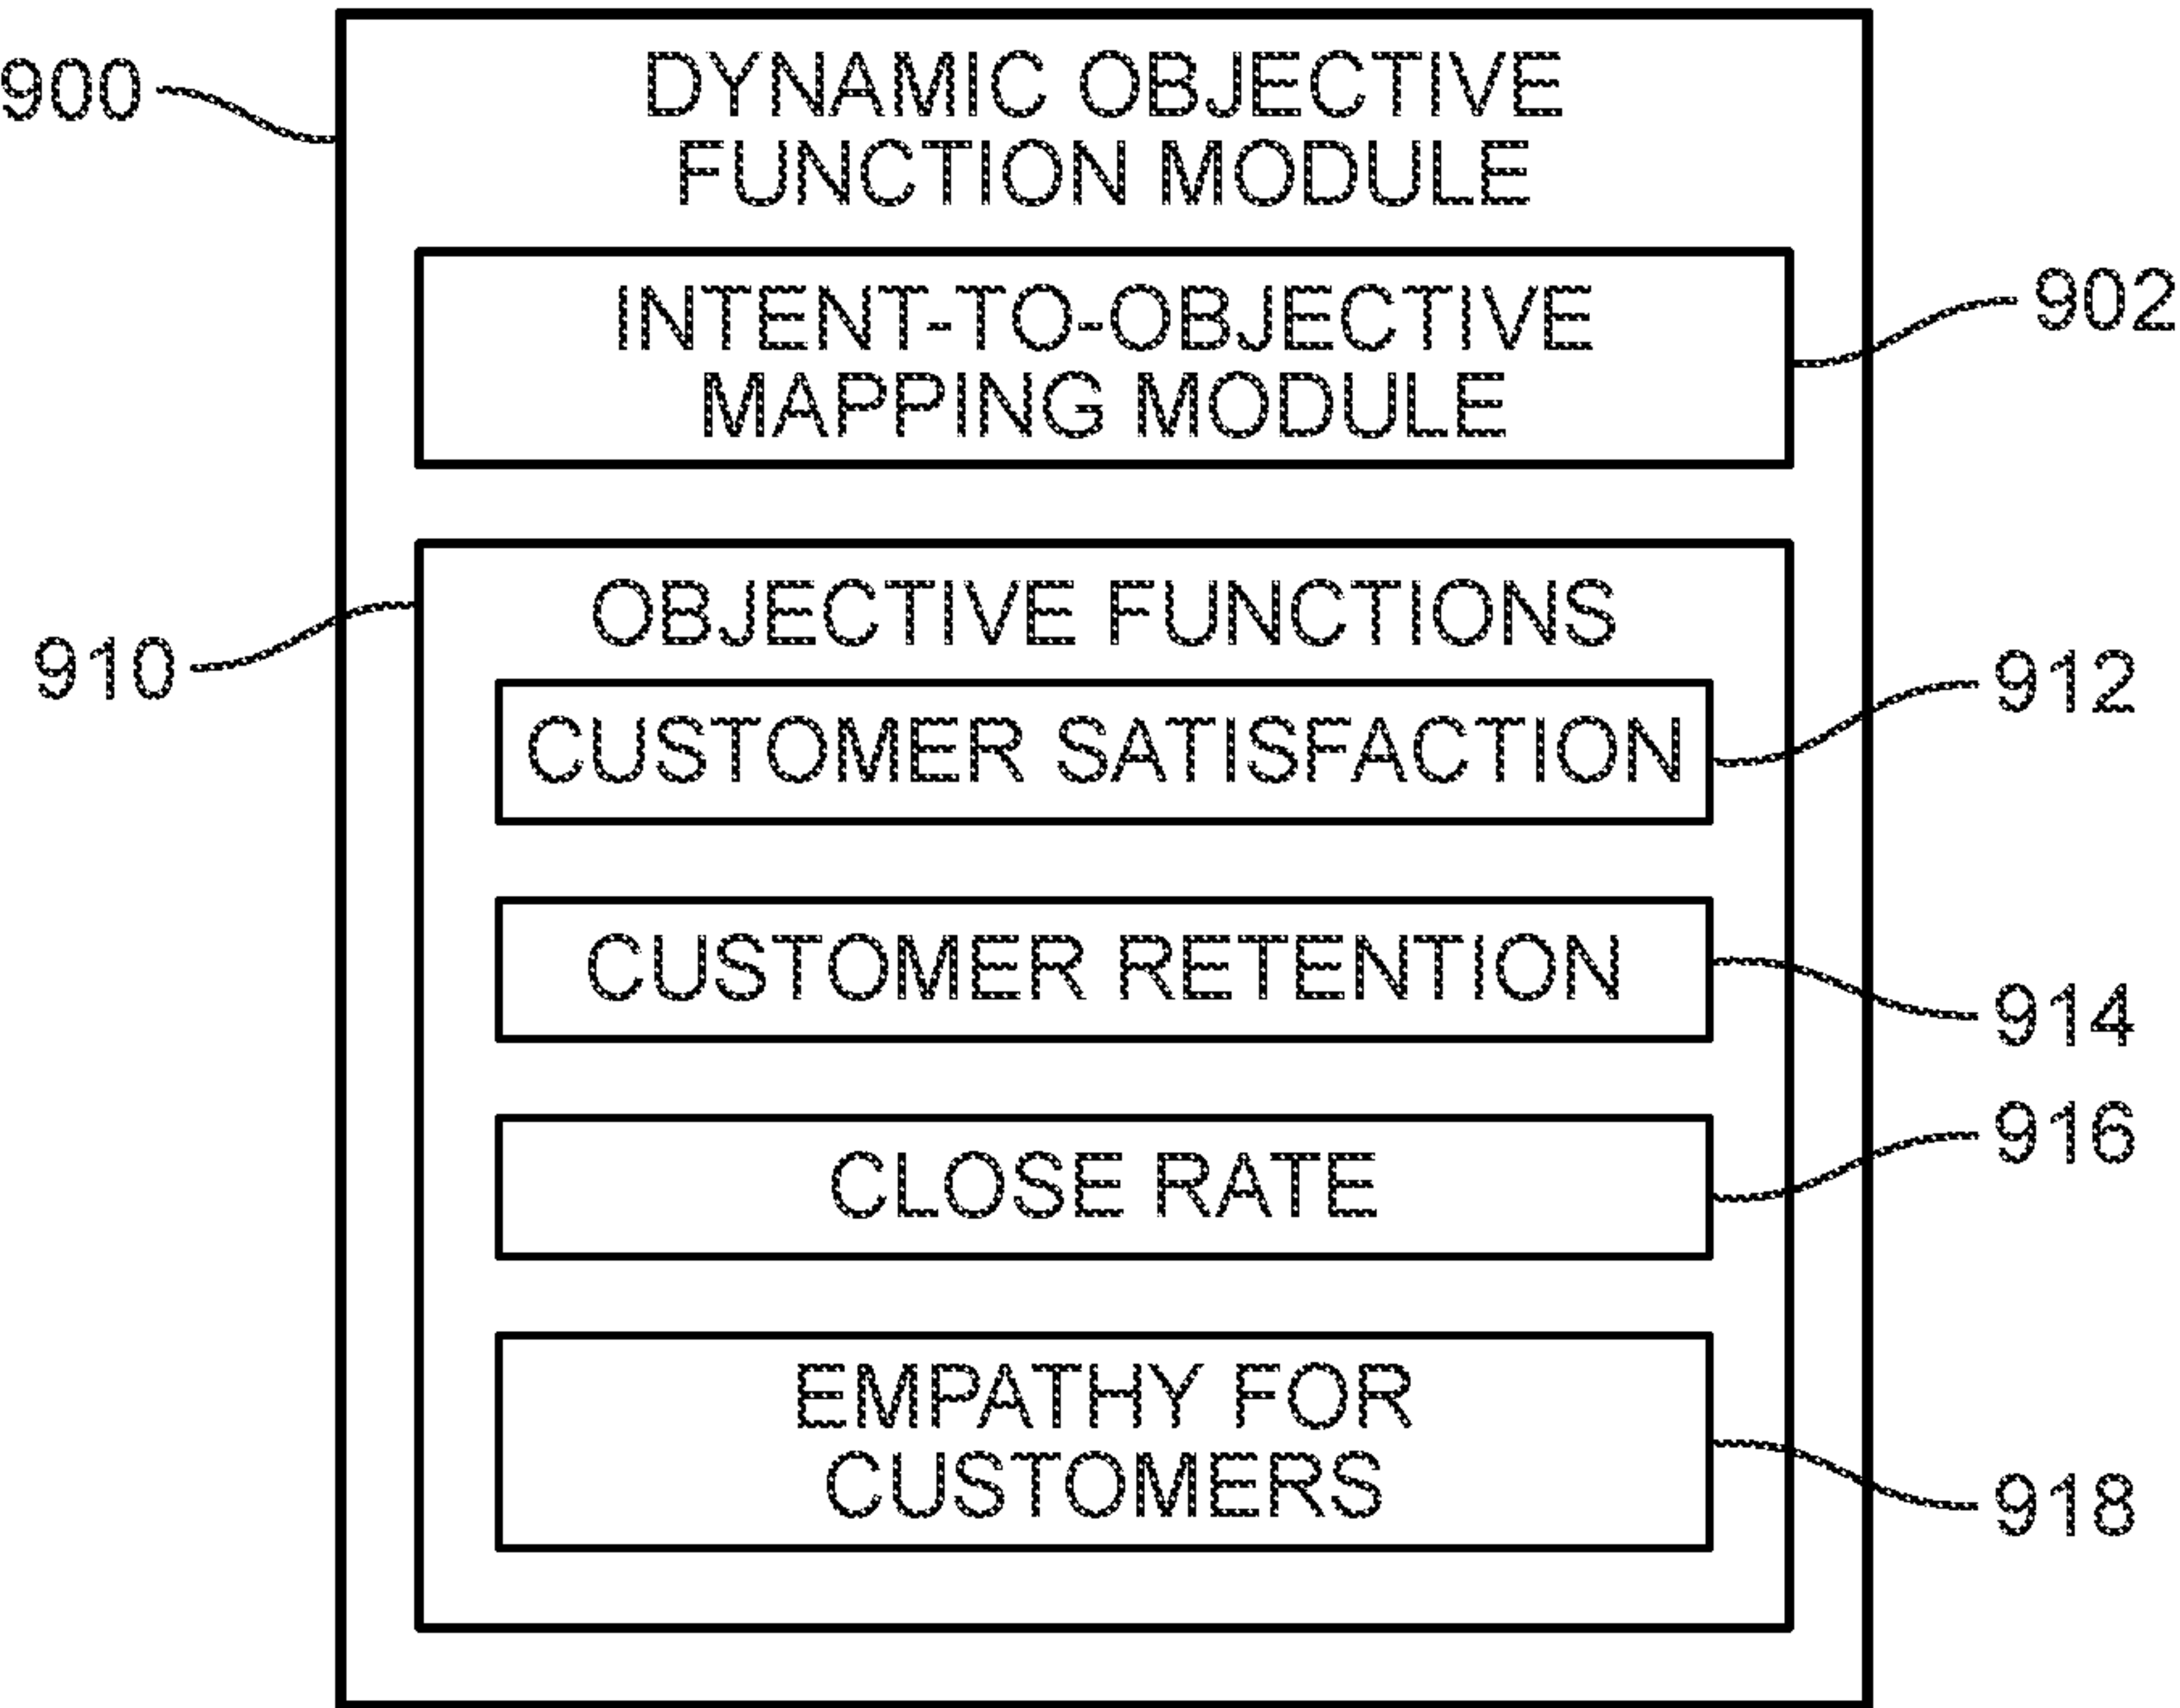 900
DYNAMIC OBJECTIVE
FUNCTION MODULE
INTENT-TO-OBJECTIVE
MAPPING MODULE
902
910
OBJECTIVE FUNCTIONS
CUSTOMER SATISFACTION
912
CUSTOMER RETENTION
914
CLOSE RATE
916
EMPATHY FOR
CUSTOMERS
918